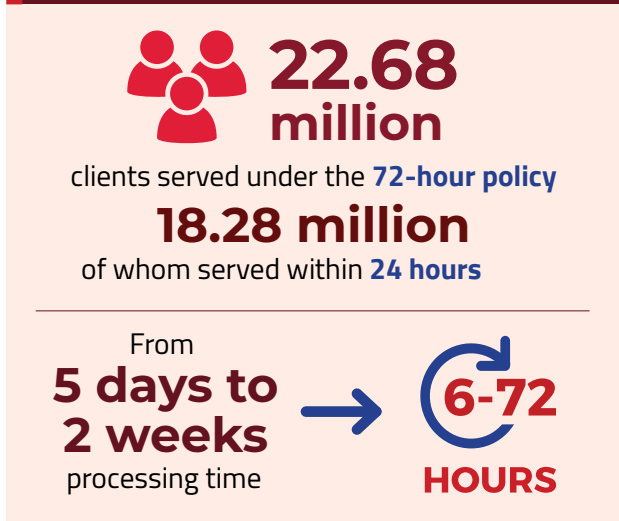 22.68
million
clients served under the 72-hour policy
18.28 million
of whom served within 24 hours
From
5 days to
2 weeks
processing time
6-72
HOURS